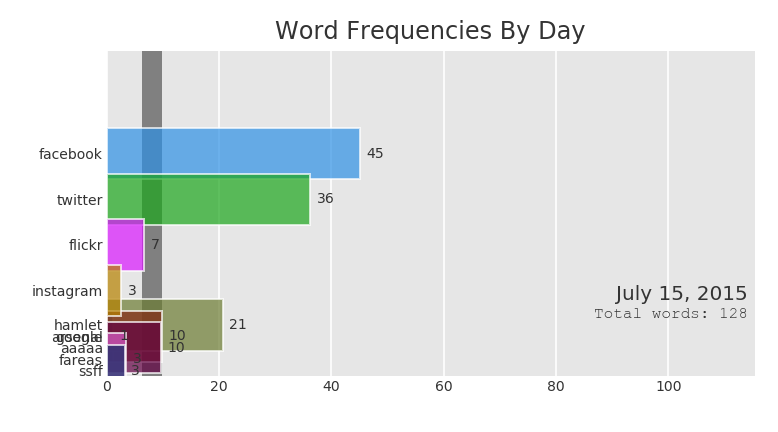 Word Frequencies By Day
facebook 45
twitter 36
flickr 7
instagram 3
July 15, 2015
Total words: 128
hamlet 21
10
aaaaa 10
fareas
ssff 3
0 20 40 60 80 100